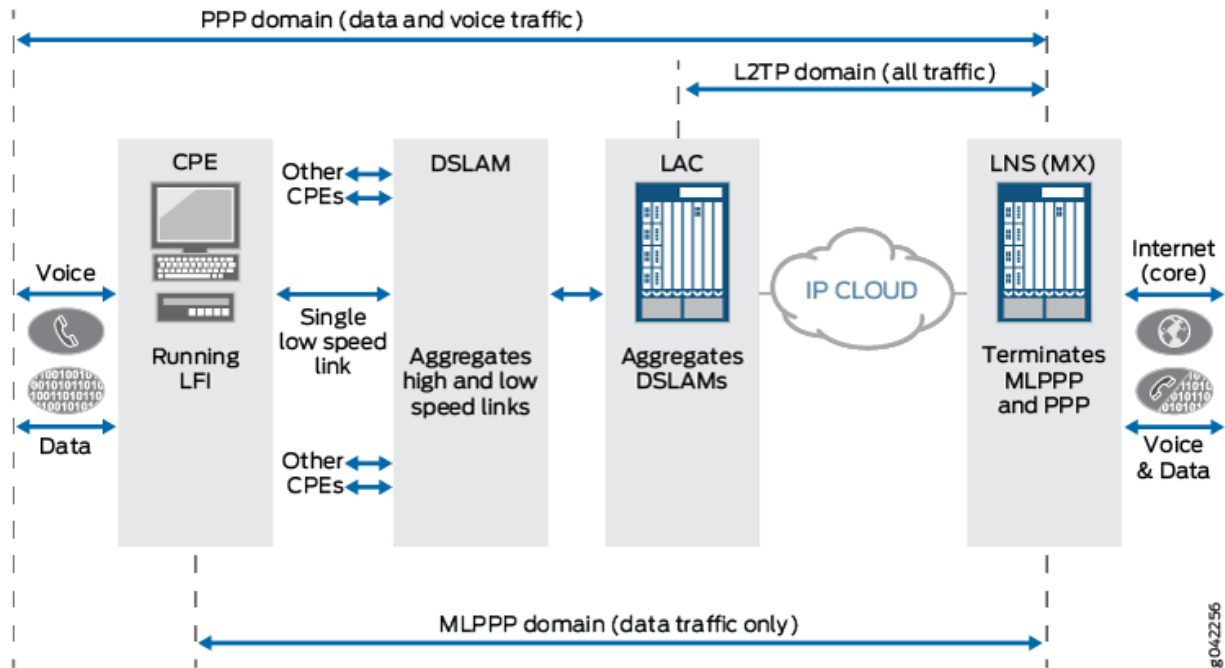 PPP domain (data and voice traffic)
L2TP domain (all traffic)
CPE
Other
CPEs
DSLAM
LAC
LNS (MX)
Voice
Internet
(core)
IP CLOUD
Single
low speed
link
Running
LFI
Aggregates
high and low
speed links
Aggregates
DSLAMs
Terminates
MLPPP
and PPP
Data
Other
CPEs
Voice
& Data
MLPPP domain (data traffic only)
g042256